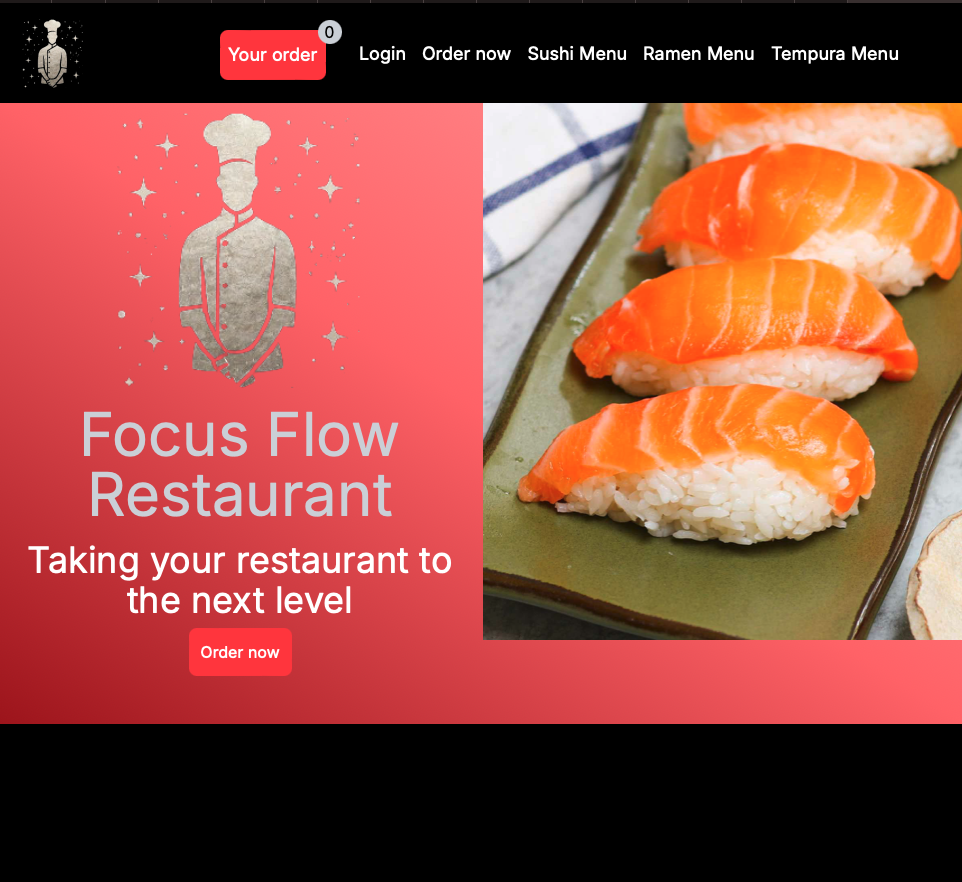 Your order
0
Login
Order now
Sushi Menu
Ramen Menu
Tempura Menu
Focus Flow
Restaurant
Taking your restaurant to
the next level
Order now